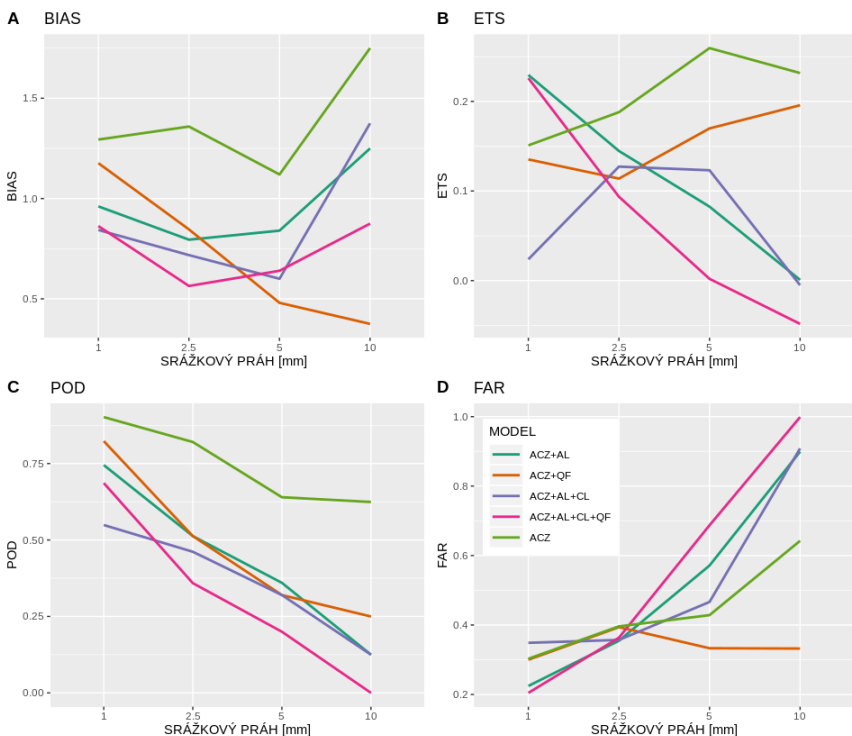 A BIAS
BIAS
1.5
1.0
0.5
1 2.5 5 10
SRÁŽKOVÝ PRÁH [mm]
B ETS
ETS
0.2
0.1
0.0
1 2.5 5 10
SRÁŽKOVÝ PRÁH [mm]
C POD
POD
0.75
0.50
0.25
0.00
1 2.5 5 10
SRÁŽKOVÝ PRÁH [mm]
D FAR
FAR
1.0
0.8
0.6
0.4
0.2
MODEL
ACZ+AL
ACZ+QF
ACZ+AL+CL
ACZ+AL+CL+QF
ACZ
1 2.5 5 10
SRÁŽKOVÝ PRÁH [mm]